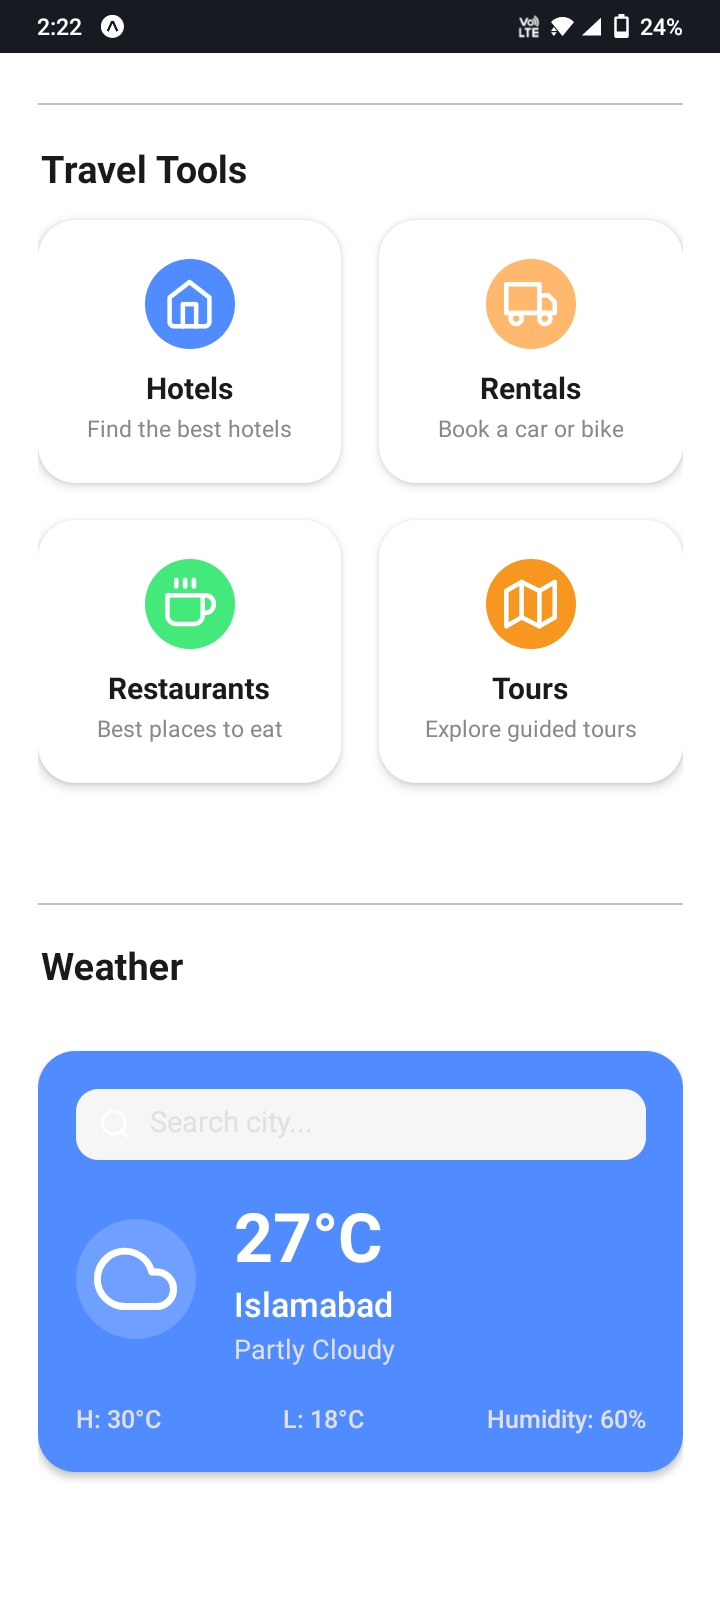 2:22
Vo) LTE 24%
Travel Tools
Hotels
Find the best hotels
Rentals
Book a car or bike
Restaurants
Best places to eat
Tours
Explore guided tours
Weather
Search city...
27°C
Islamabad
Partly Cloudy
H: 30°C L: 18°C Humidity: 60%